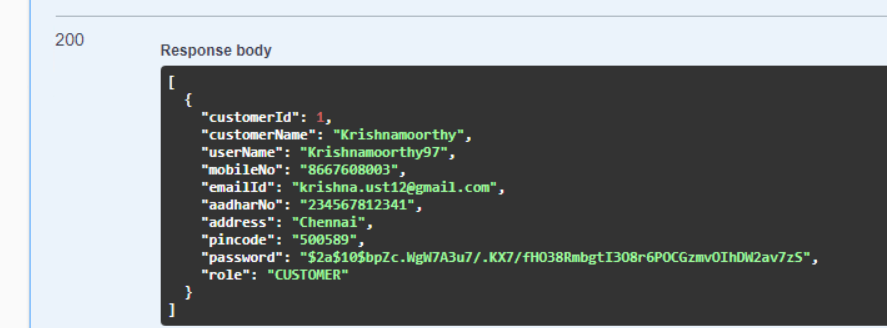 200
Response body
[
{
"customerId": 1,
"customerName": "Krishnamoorthy",
"userName": "Krishnamoorthy97",
"mobileNo": "8667608003",
"emailId": "krishna.ust12@gmail.com",
"aadharNo": "234567812341",
"address": "Chennai",
"pincode": "500589",
"password": "$2a$10$bpZc.WgW7A3u7/.KX7/fHO38RmbgtI3O8r6POCGzmvOIhDW2av7zS",
"role": "CUSTOMER"
}
]